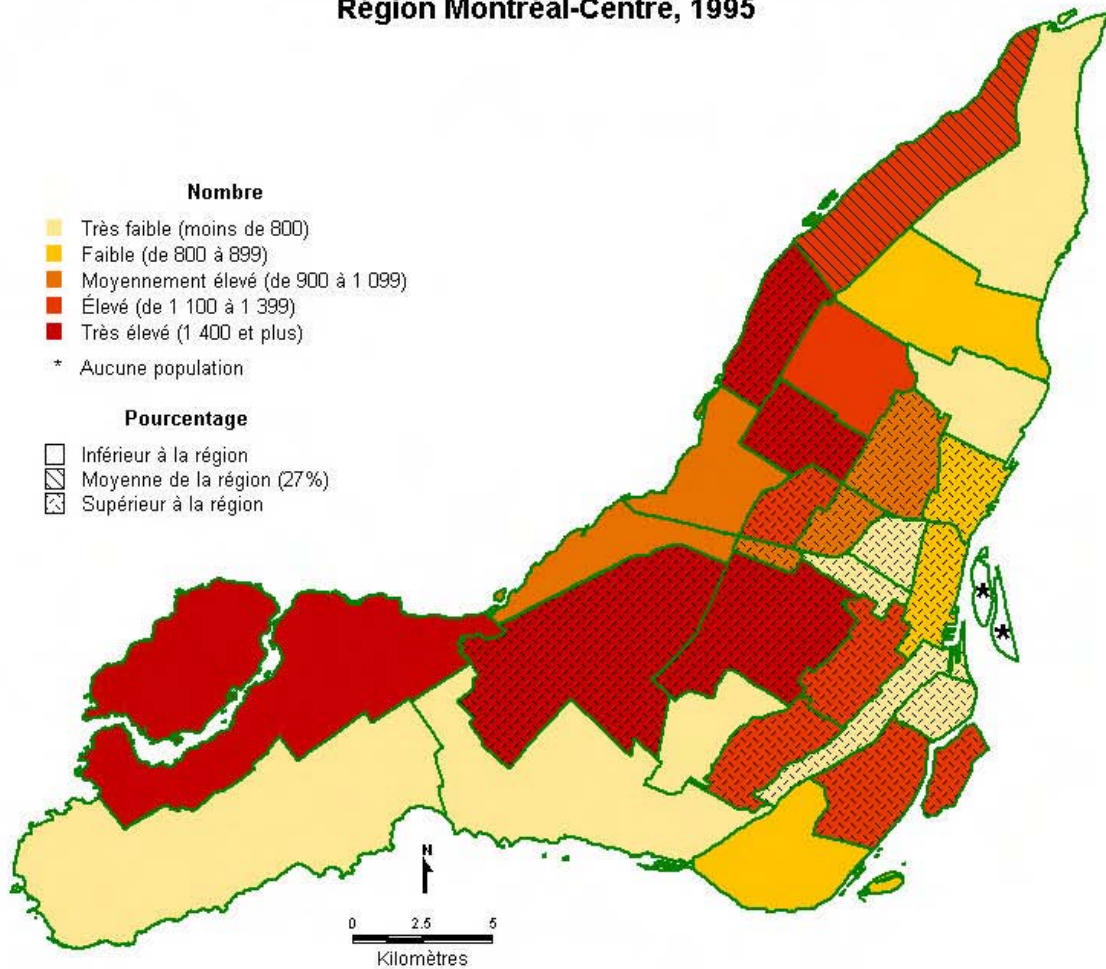 Région Montréal-Centre, 1995
Nombre
Très faible (moins de 800)
Faible (de 800 à 899)
Moyennement élevé (de 900 à 1 099)
Élevé (de 1 100 à 1 399)
Très élevé (1 400 et plus)
* Aucune population
Pourcentage
Inférieur à la région
Moyenne de la région (27%)
Supérieur à la région
*
*
N
0 2.5 5
Kilomètres